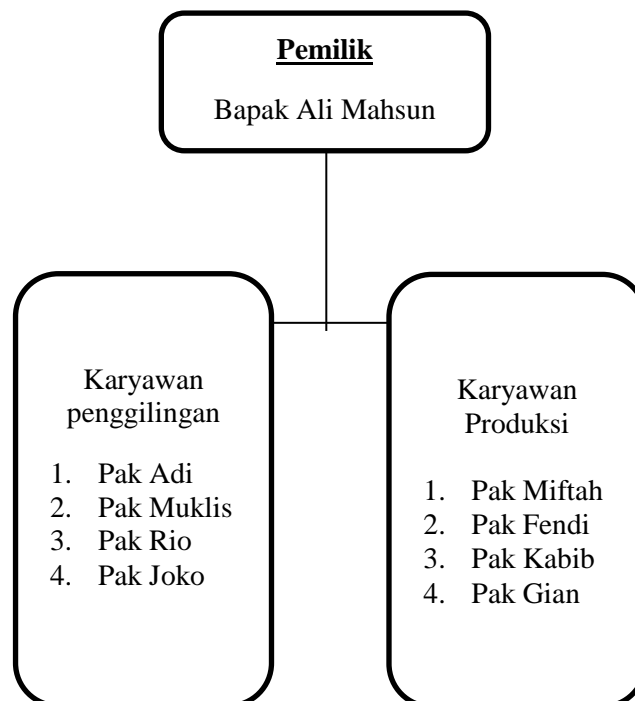 Pemilik
Bapak Ali Mahsun
Karyawan
penggilingan
1. Pak Adi
2. Pak Muklis
3. Pak Rio
4. Pak Joko
Karyawan
Produksi
1. Pak Miftah
2. Pak Fendi
3. Pak Kabib
4. Pak Gian